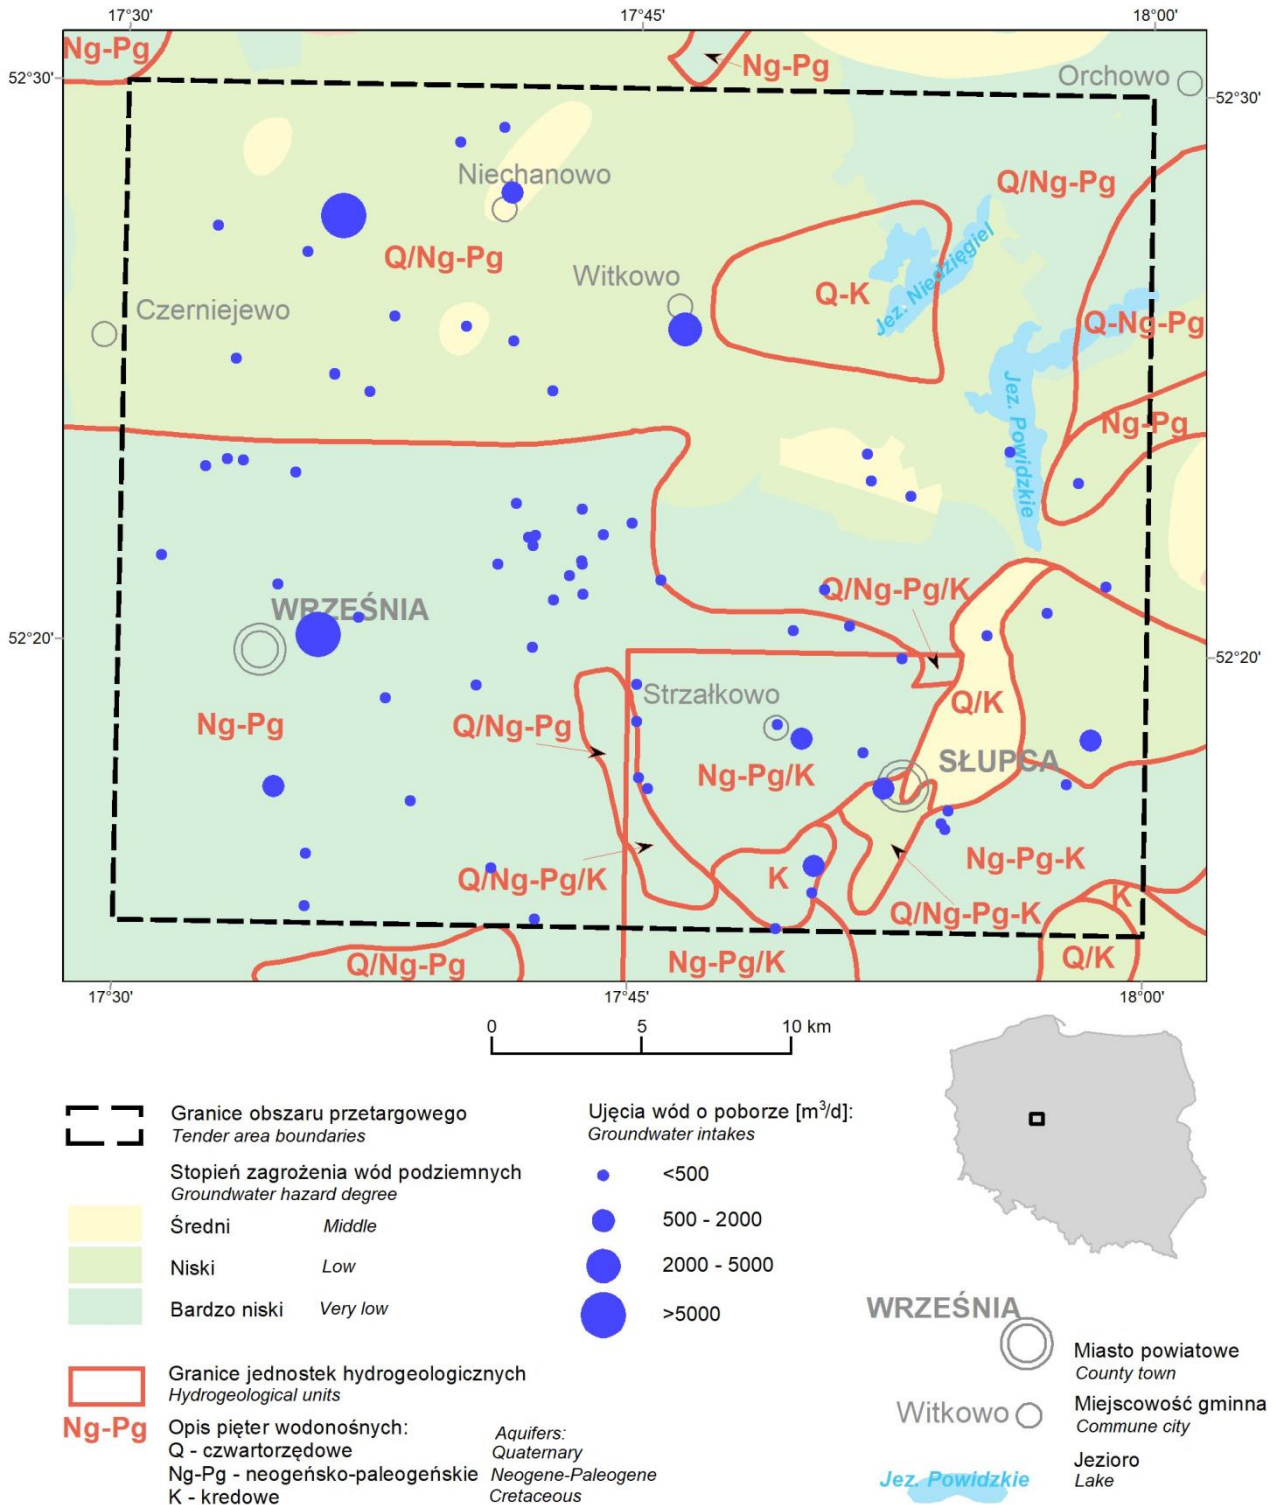 17°30'
17°45'
18°00'
Ng-Pg
Ng-Pg
Orchowo
52°30'
52°30'
Niechanowo
Q/Ng-Pg
Q/Ng-Pg
Witkowo
Q-K
Jez. Niedzięgiel
Czerniejewo
Q-Ng-Pg
Jez. Powidzkie
Ng-Pg
Q/Ng-Pg/K
WRZEŚNIA
52°20'
52°20'
Strzałkowo
Q/K
Ng-Pg
Q/Ng-Pg
SŁUPCA
Ng-Pg/K
Ng-Pg-K
Q/Ng-Pg/K
K
K
Q/Ng-Pg-K
Q/Ng-Pg
Ng-Pg/K
Q/K
17°30'
17°45'
18°00'
0 5 10 km
Granice obszaru przetargowego
Tender area boundaries
Stopień zagrożenia wód podziemnych
Groundwater hazard degree
Średni Middle
Niski Low
Bardzo niski Very low
Granice jednostek hydrogeologicznych
Hydrogeological units
Ng-Pg
Opis pięter wodonośnych: Aquifers:
Q - czwartorzędowe Quaternary
Ng-Pg - neogeńsko-paleogeńskie Neogene-Paleogene
K - kredowe Cretaceous
Ujęcia wód o poborze [m³/d]:
Groundwater intakes
<500
500 - 2000
2000 - 5000
>5000
WRZEŚNIA
Miasto powiatowe
County town
Witkowo
Miejscowość gminna
Commune city
Jez. Powidzkie
Jezioro
Lake